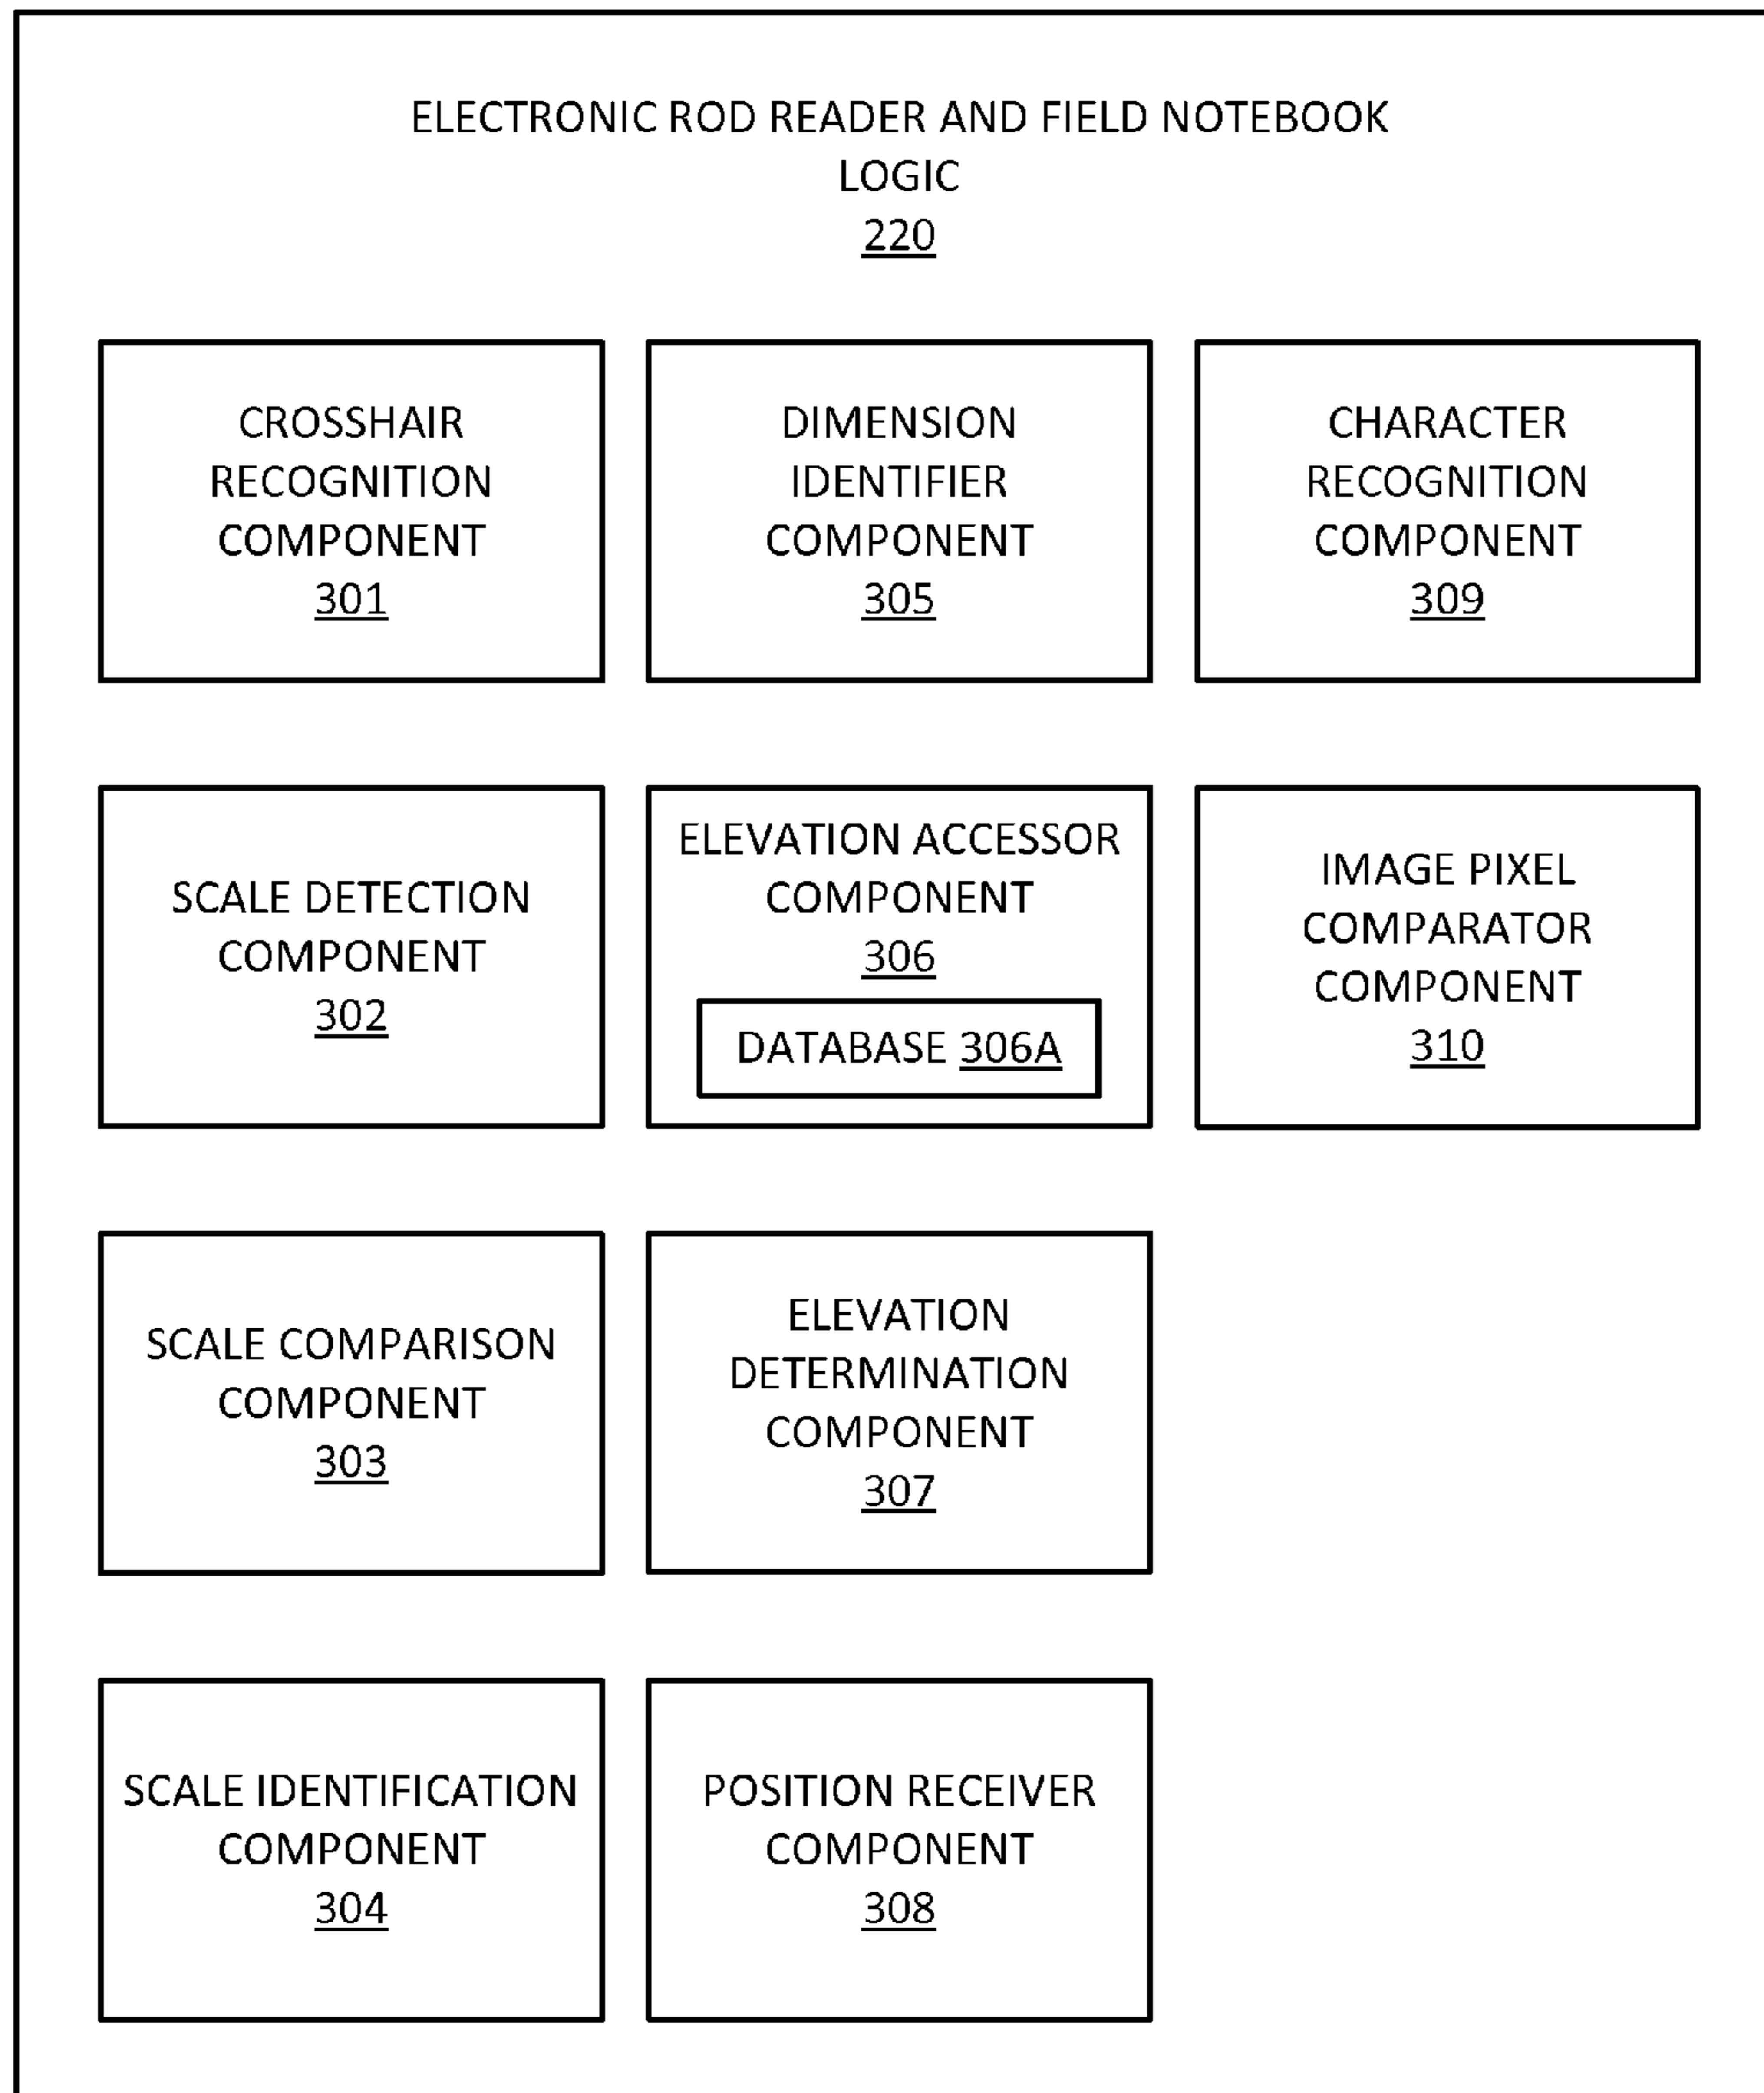 ELECTRONIC ROD READER AND FIELD NOTEBOOK
LOGIC
220
CROSSHAIR
RECOGNITION
COMPONENT
301
DIMENSION
IDENTIFIER
COMPONENT
305
CHARACTER
RECOGNITION
COMPONENT
309
SCALE DETECTION
COMPONENT
302
ELEVATION ACCESSOR
COMPONENT
306
DATABASE 306A
IMAGE PIXEL
COMPARATOR
COMPONENT
310
SCALE COMPARISON
COMPONENT
303
ELEVATION
DETERMINATION
COMPONENT
307
SCALE IDENTIFICATION
COMPONENT
304
POSITION RECEIVER
COMPONENT
308